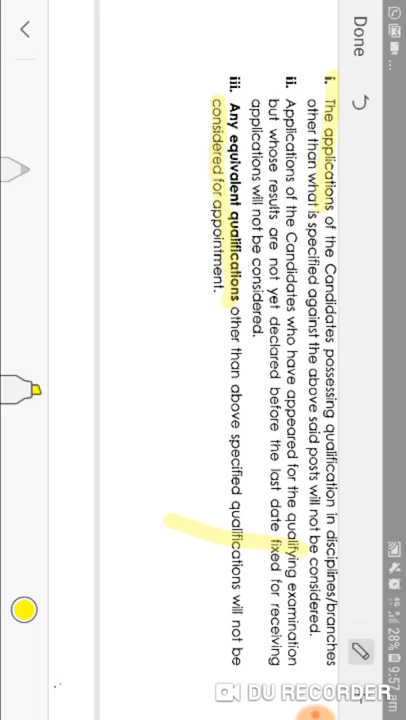 Done
28% 9:57 am
i. The applications of the Candidates possessing qualification in disciplines/branches
other than what is specified against the above said posts will not be considered.
ii. Applications of the Candidates who have appeared for the qualifying examination
but whose results are not yet declared before the last date fixed for receiving
applications will not be considered.
iii. Any equivalent qualifications other than above specified qualifications will not be
considered for appointment.
DU RECORDER